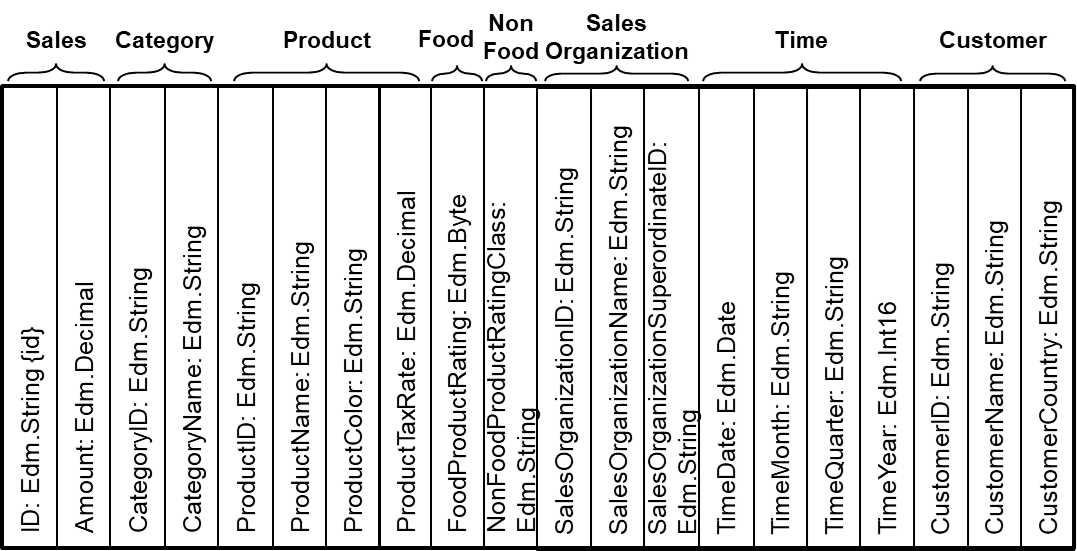 Sales
Category
Product
Food
Non
Food
Sales
Organization
Time
Customer
ID: Edm.String {id}
Amount: Edm.Decimal
CategoryID: Edm.String
CategoryName: Edm.String
ProductID: Edm.String
ProductName: Edm.String
ProductColor: Edm.String
ProductTaxRate: Edm.Decimal
FoodProductRating: Edm.Byte
NonFoodProductRatingClass:
Edm.String
SalesOrganizationID: Edm.String
SalesOrganizationName: Edm.String
SalesOrganizationSuperordinateID:
Edm.String
TimeDate: Edm.Date
TimeMonth: Edm.String
TimeQuarter: Edm.String
TimeYear: Edm.Int16
CustomerID: Edm.String
CustomerName: Edm.String
CustomerCountry: Edm.String